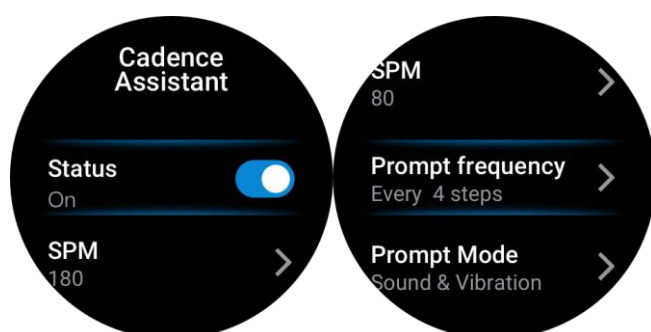 Cadence
Assistant
Status
On
SPM
180
SPM
80
Prompt frequency
Every 4 steps
Prompt Mode
Sound & Vibration